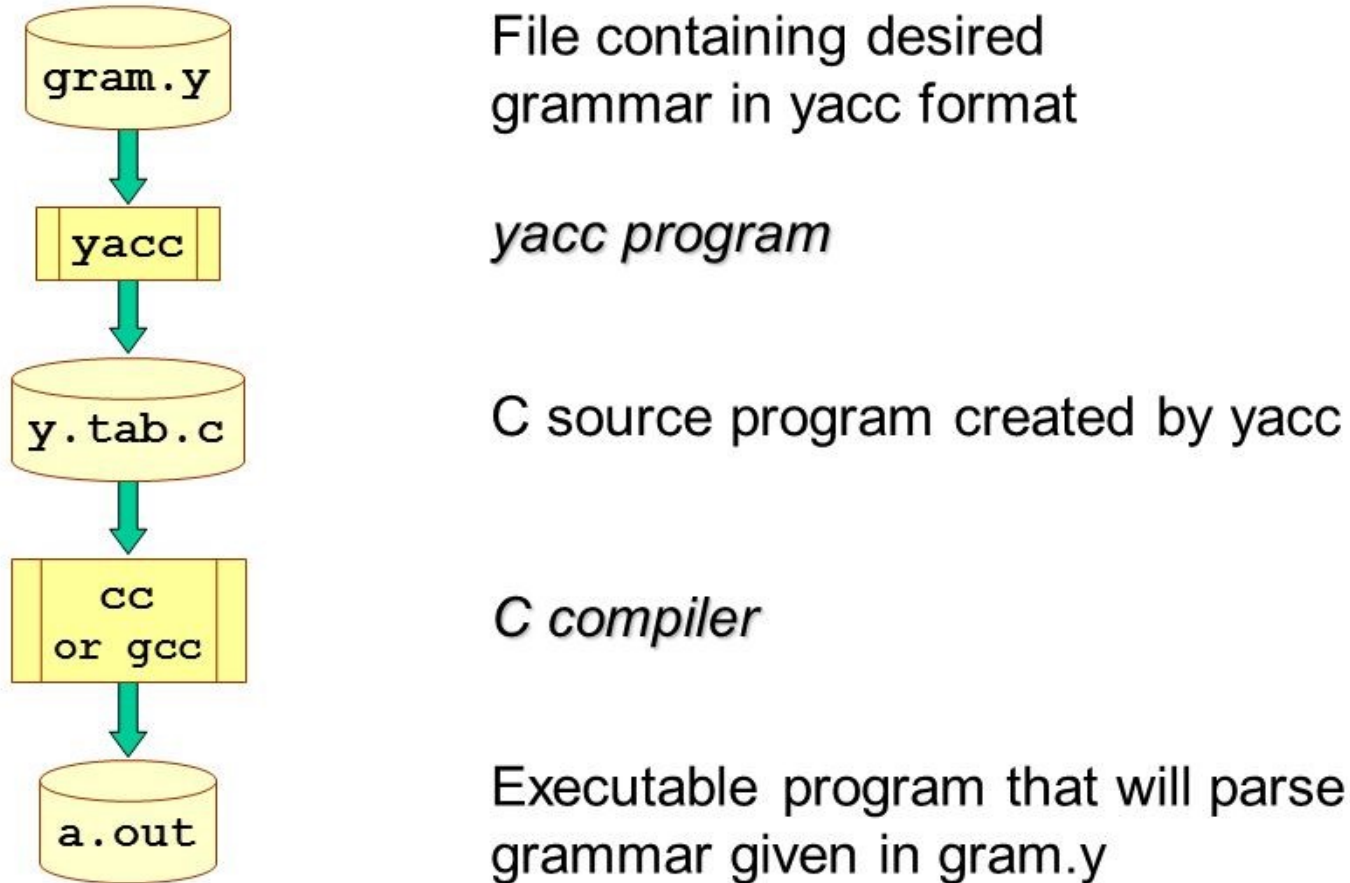 gram.y
File containing desired
grammar in yacc format
yacc
yacc program
y.tab.c
C source program created by yacc
cc
or gcc
C compiler
a.out
Executable program that will parse
grammar given in gram.y